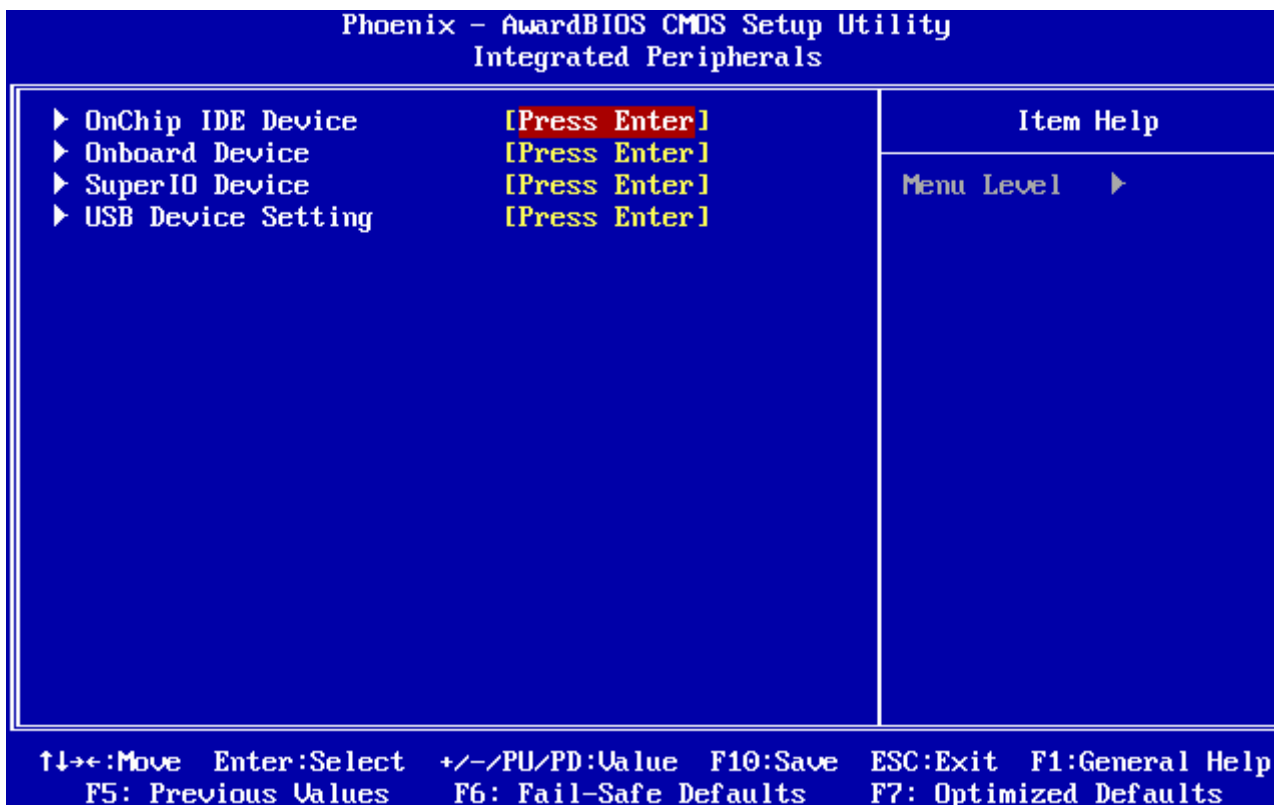 Phoenix - AwardBIOS CMOS Setup Utility
Integrated Peripherals
▶ OnChip IDE Device [Press Enter]
▶ Onboard Device [Press Enter]
▶ SuperIO Device [Press Enter]
▶ USB Device Setting [Press Enter]
Item Help
Menu Level ▶
↑↓→←:Move Enter:Select +/-/PU/PD:Value F10:Save ESC:Exit F1:General Help
F5: Previous Values F6: Fail-Safe Defaults F7: Optimized Defaults